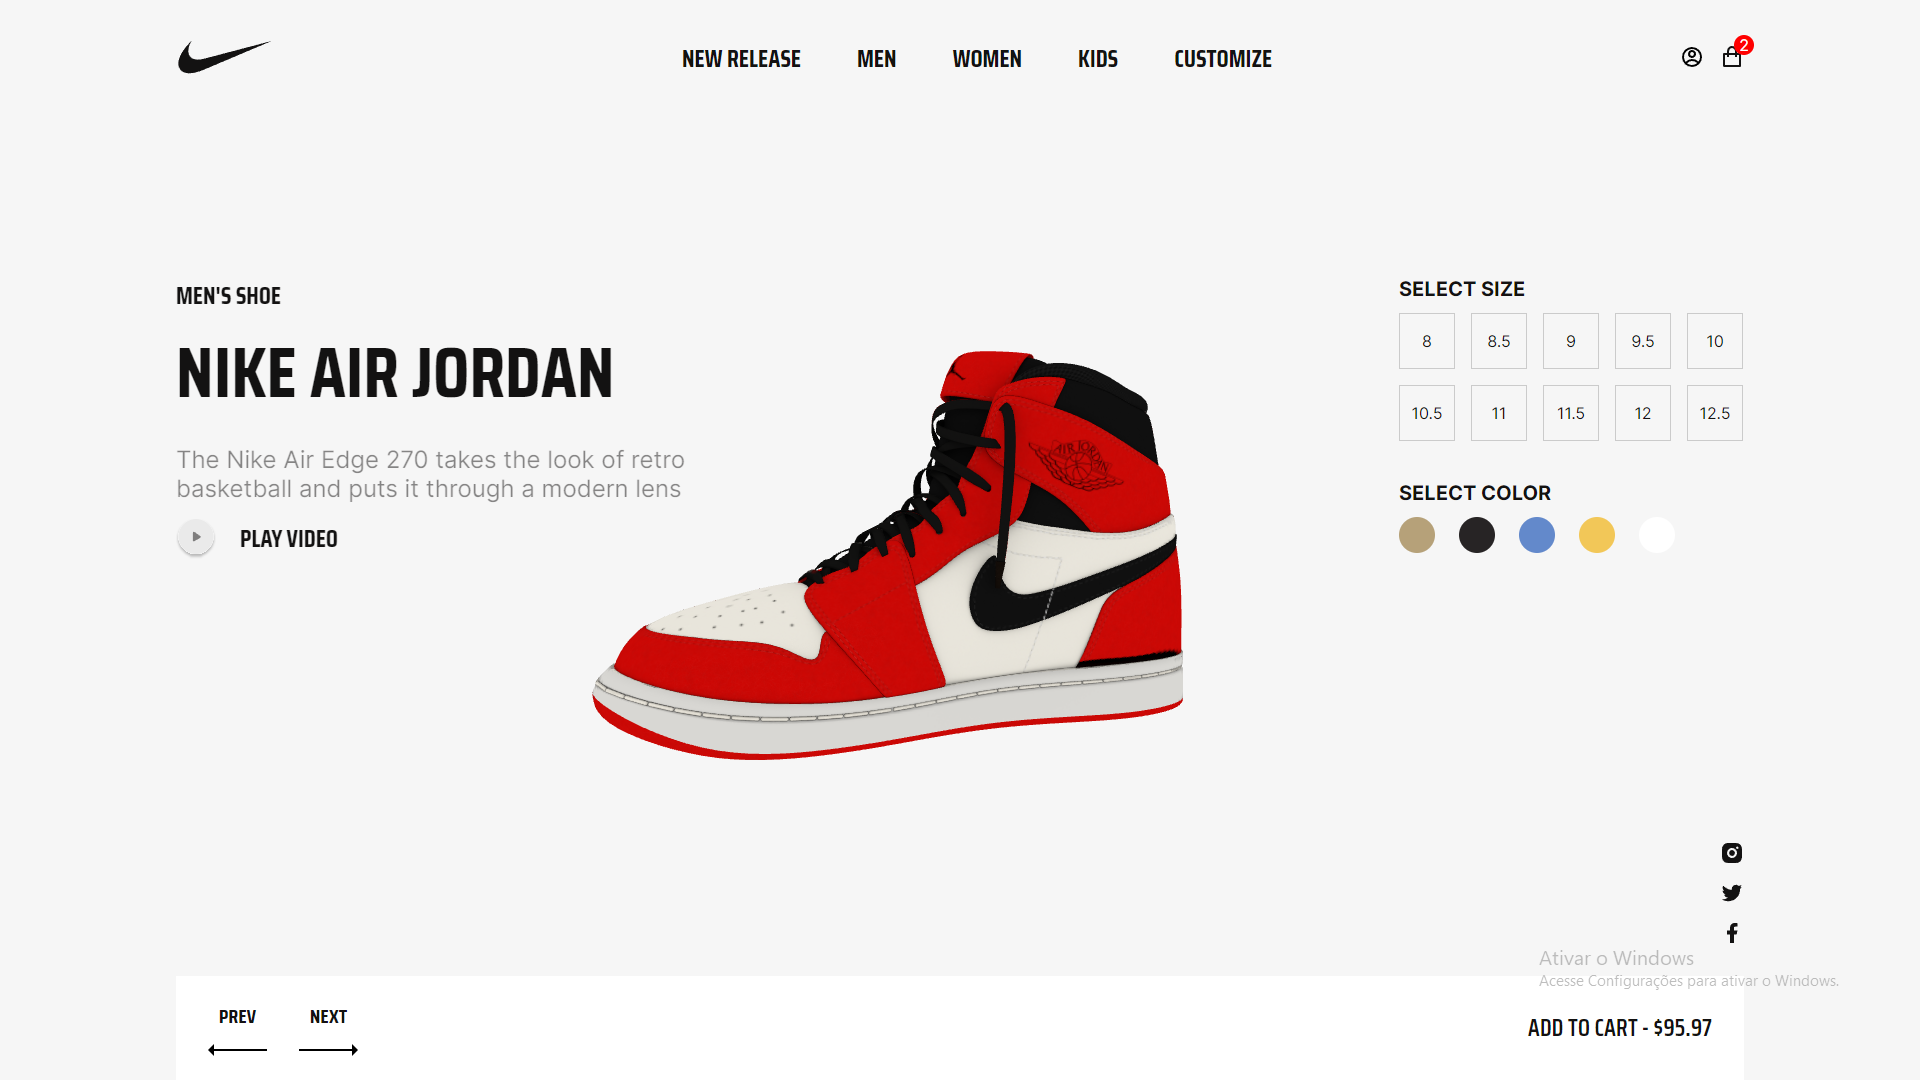 NEW RELEASE
MEN
WOMEN
KIDS
CUSTOMIZE
2
MEN'S SHOE
NIKE AIR JORDAN
The Nike Air Edge 270 takes the look of retro
basketball and puts it through a modern lens
PLAY VIDEO
AIR JORDAN
SELECT SIZE
8
8.5
9
9.5
10
10.5
11
11.5
12
12.5
SELECT COLOR
Ativar o Windows
Acesse Configurações para ativar o Windows.
PREV
NEXT
ADD TO CART - $95.97